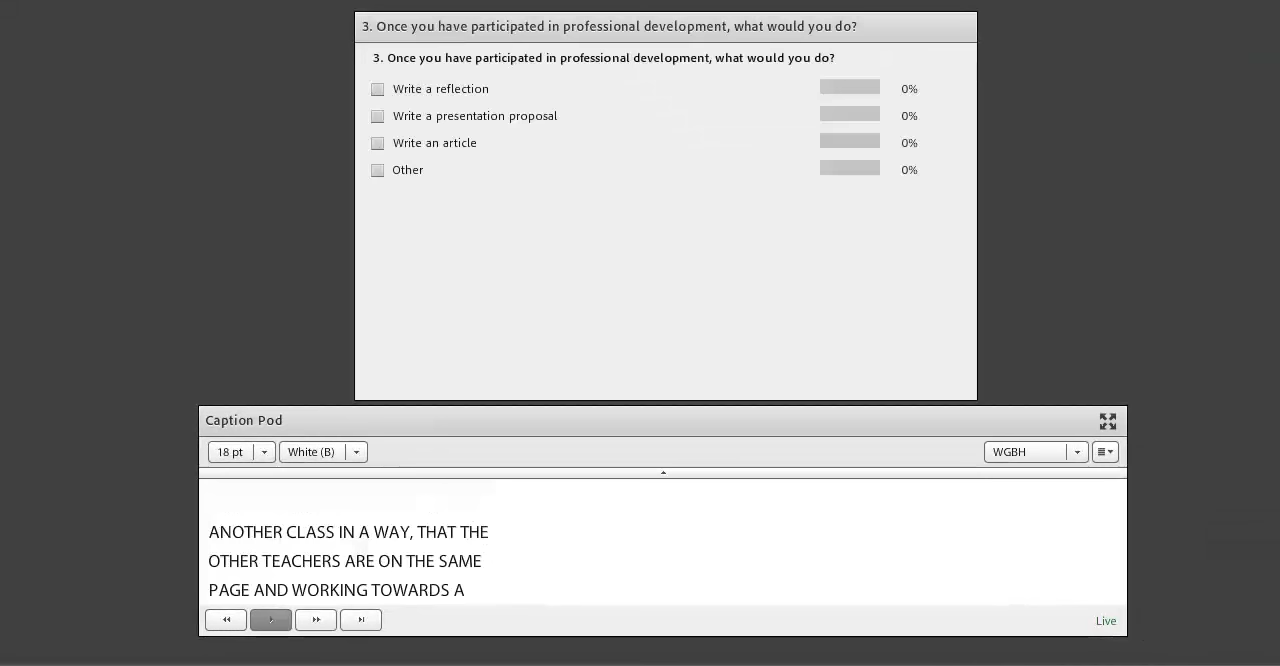 3. Once you have participated in professional development, what would you do?
3. Once you have participated in professional development, what would you do?
Write a reflection 0%
Write a presentation proposal 0%
Write an article 0%
Other 0%
Caption Pod
18 pt White (B) WGBH
ANOTHER CLASS IN A WAY, THAT THE
OTHER TEACHERS ARE ON THE SAME
PAGE AND WORKING TOWARDS A
Live